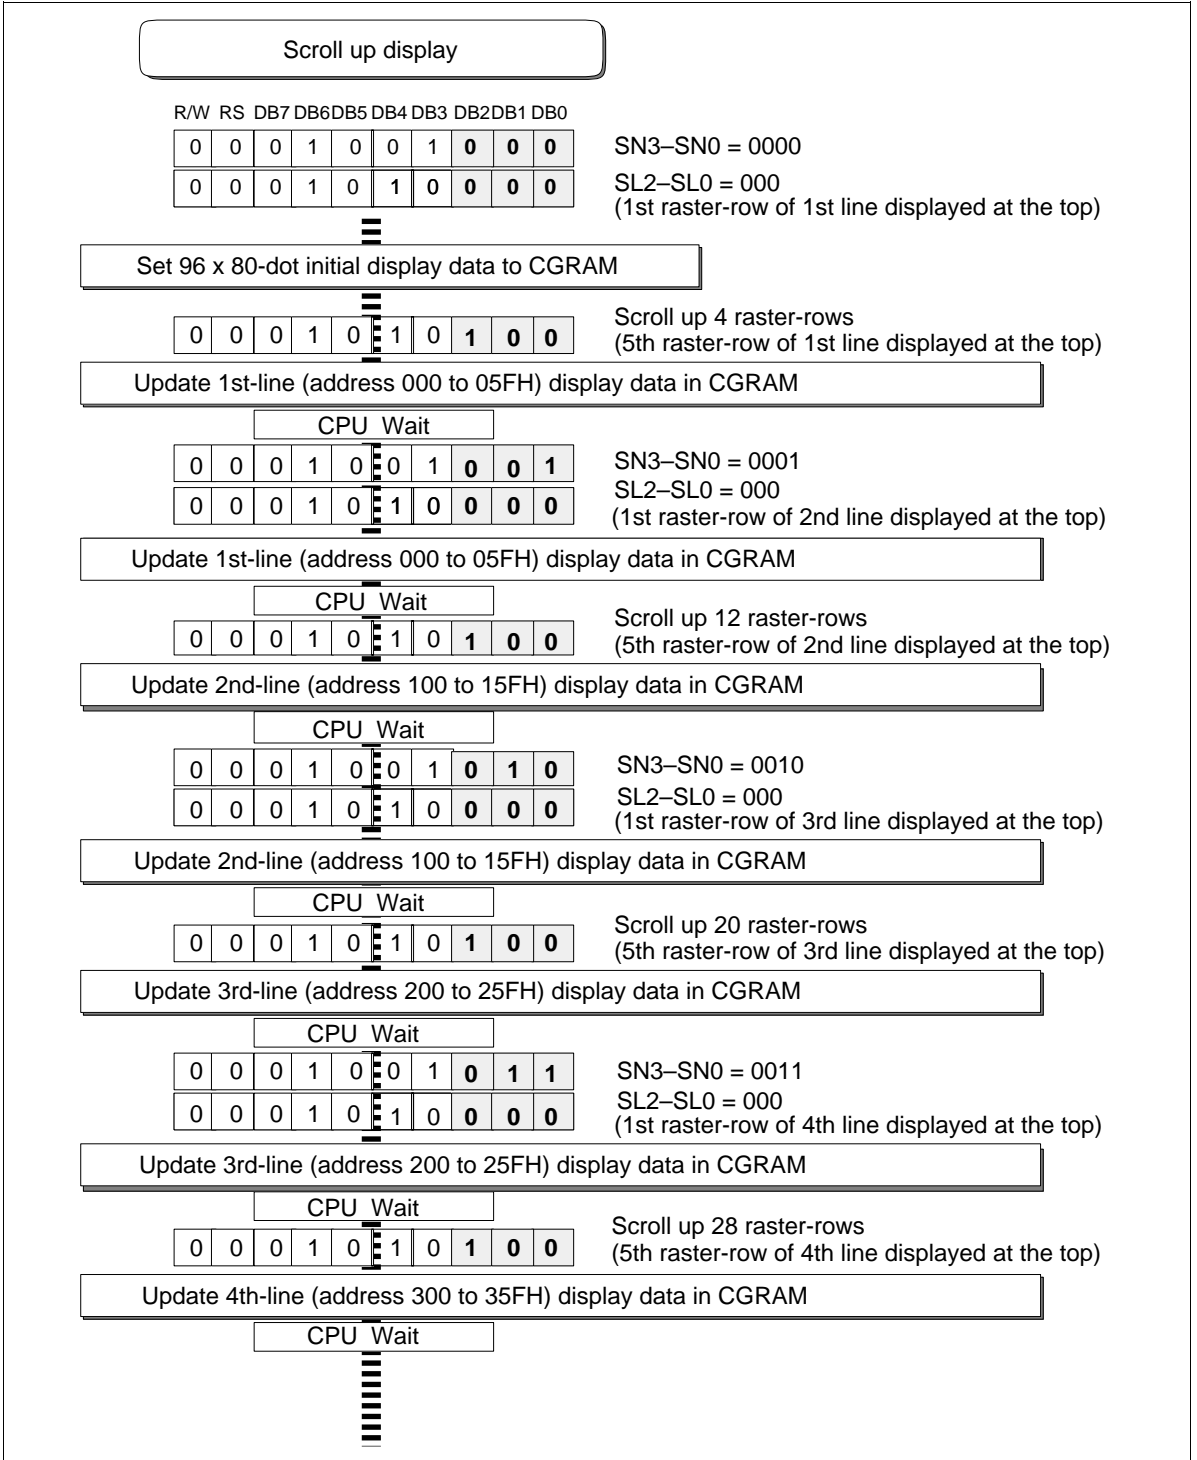 Scroll up display
R/W RS DB7 DB6 DB5 DB4 DB3 DB2 DB1 DB0
0 0 0 1 0 0 1 0 0 0 SN3–SN0 = 0000
0 0 0 1 0 1 0 0 0 0 SL2–SL0 = 000
(1st raster-row of 1st line displayed at the top)
Set 96 x 80-dot initial display data to CGRAM
Scroll up 4 raster-rows
0 0 0 1 0 1 0 1 0 0 (5th raster-row of 1st line displayed at the top)
Update 1st-line (address 000 to 05FH) display data in CGRAM
CPU Wait
0 0 0 1 0 0 1 0 0 1 SN3–SN0 = 0001
0 0 0 1 0 1 0 0 0 0 SL2–SL0 = 000
(1st raster-row of 2nd line displayed at the top)
Update 1st-line (address 000 to 05FH) display data in CGRAM
CPU Wait
Scroll up 12 raster-rows
0 0 0 1 0 1 0 1 0 0 (5th raster-row of 2nd line displayed at the top)
Update 2nd-line (address 100 to 15FH) display data in CGRAM
CPU Wait
0 0 0 1 0 0 1 0 1 0 SN3–SN0 = 0010
0 0 0 1 0 1 0 0 0 0 SL2–SL0 = 000
(1st raster-row of 3rd line displayed at the top)
Update 2nd-line (address 100 to 15FH) display data in CGRAM
CPU Wait
Scroll up 20 raster-rows
0 0 0 1 0 1 0 1 0 0 (5th raster-row of 3rd line displayed at the top)
Update 3rd-line (address 200 to 25FH) display data in CGRAM
CPU Wait
0 0 0 1 0 0 1 0 1 1 SN3–SN0 = 0011
0 0 0 1 0 1 0 0 0 0 SL2–SL0 = 000
(1st raster-row of 4th line displayed at the top)
Update 3rd-line (address 200 to 25FH) display data in CGRAM
CPU Wait
Scroll up 28 raster-rows
0 0 0 1 0 1 0 1 0 0 (5th raster-row of 4th line displayed at the top)
Update 4th-line (address 300 to 35FH) display data in CGRAM
CPU Wait